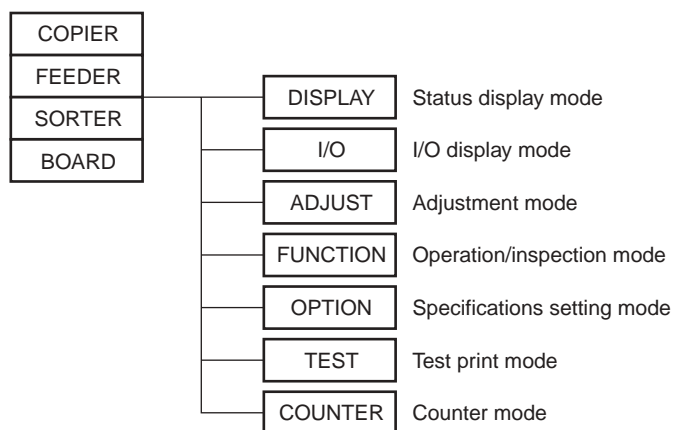 COPIER
FEEDER
SORTER
BOARD
DISPLAY Status display mode
I/O I/O display mode
ADJUST Adjustment mode
FUNCTION Operation/inspection mode
OPTION Specifications setting mode
TEST Test print mode
COUNTER Counter mode